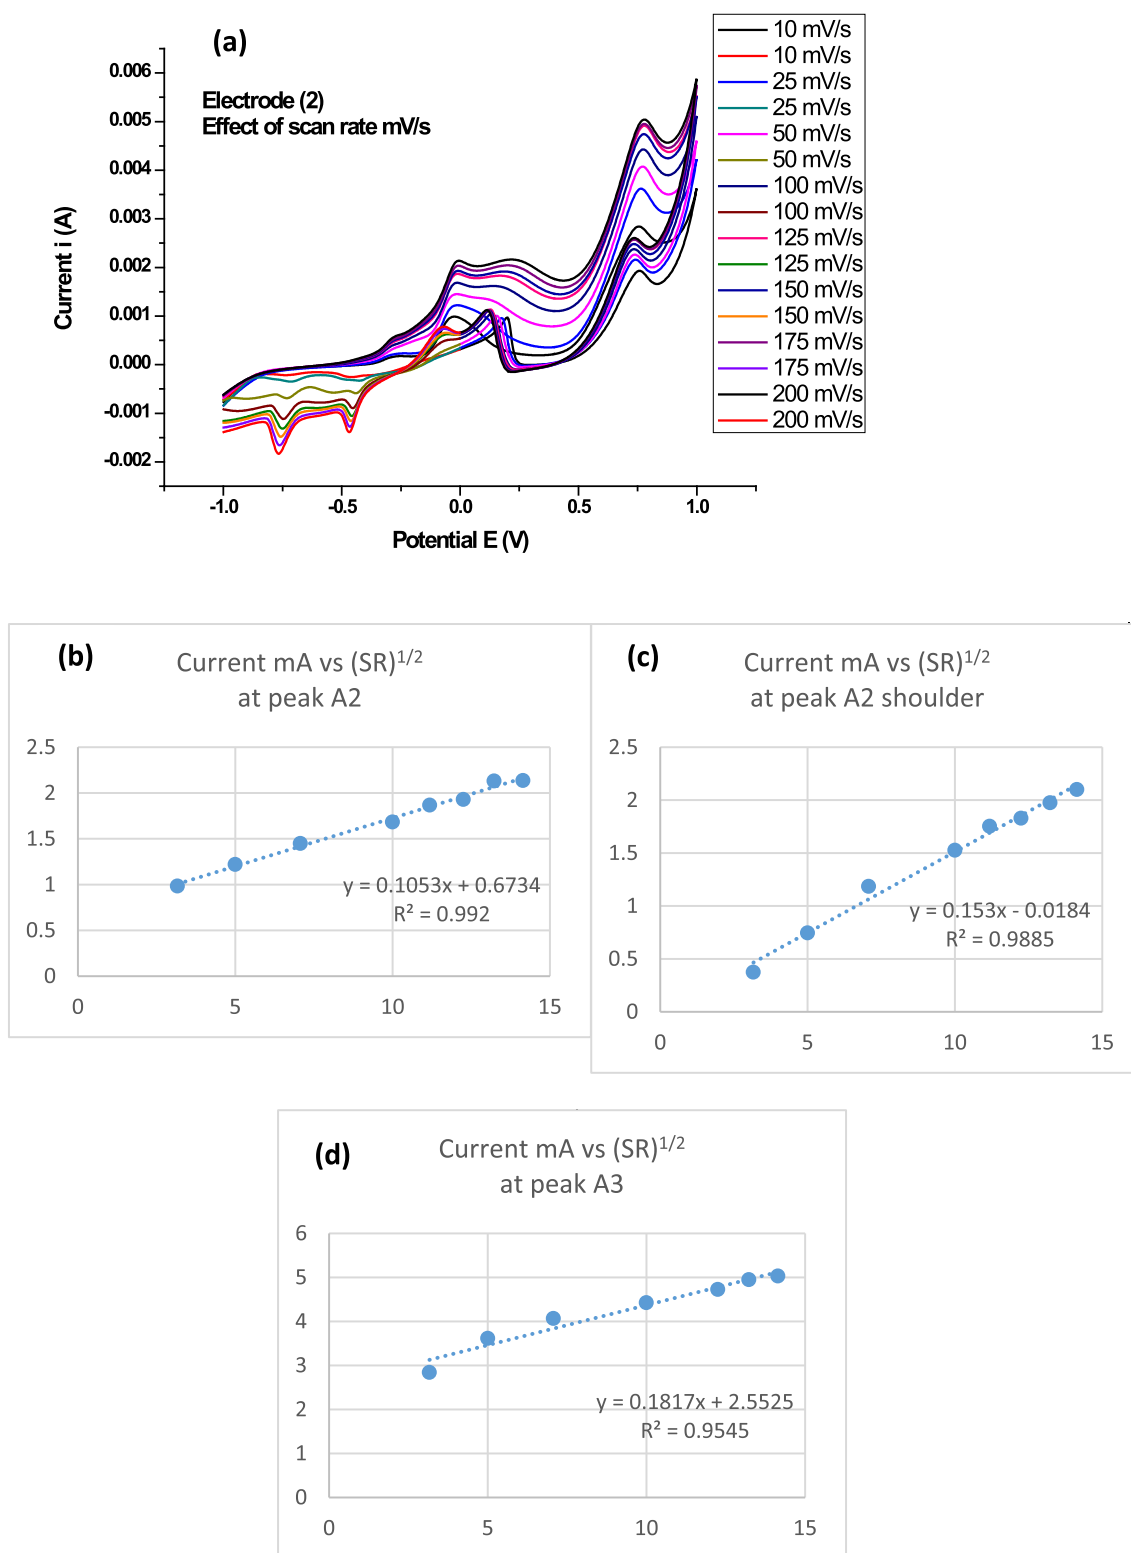 (a)
Electrode (2)
Effect of scan rate mV/s
0.006
0.005
0.004
0.003
0.002
0.001
0.000
-0.001
-0.002
Current i (A)
-1.0 -0.5 0.0 0.5 1.0
Potential E (V)
10 mV/s
10 mV/s
25 mV/s
25 mV/s
50 mV/s
50 mV/s
100 mV/s
100 mV/s
125 mV/s
125 mV/s
150 mV/s
150 mV/s
175 mV/s
175 mV/s
200 mV/s
200 mV/s
(b)
Current mA vs (SR)^1/2
at peak A2
2.5
2
1.5
1
0.5
0
y = 0.1053x + 0.6734
R² = 0.992
0 5 10 15
(c)
Current mA vs (SR)^1/2
at peak A2 shoulder
2.5
2
1.5
1
0.5
0
y = 0.153x - 0.0184
R² = 0.9885
0 5 10 15
(d)
Current mA vs (SR)^1/2
at peak A3
6
5
4
3
2
1
0
y = 0.1817x + 2.5525
R² = 0.9545
0 5 10 15